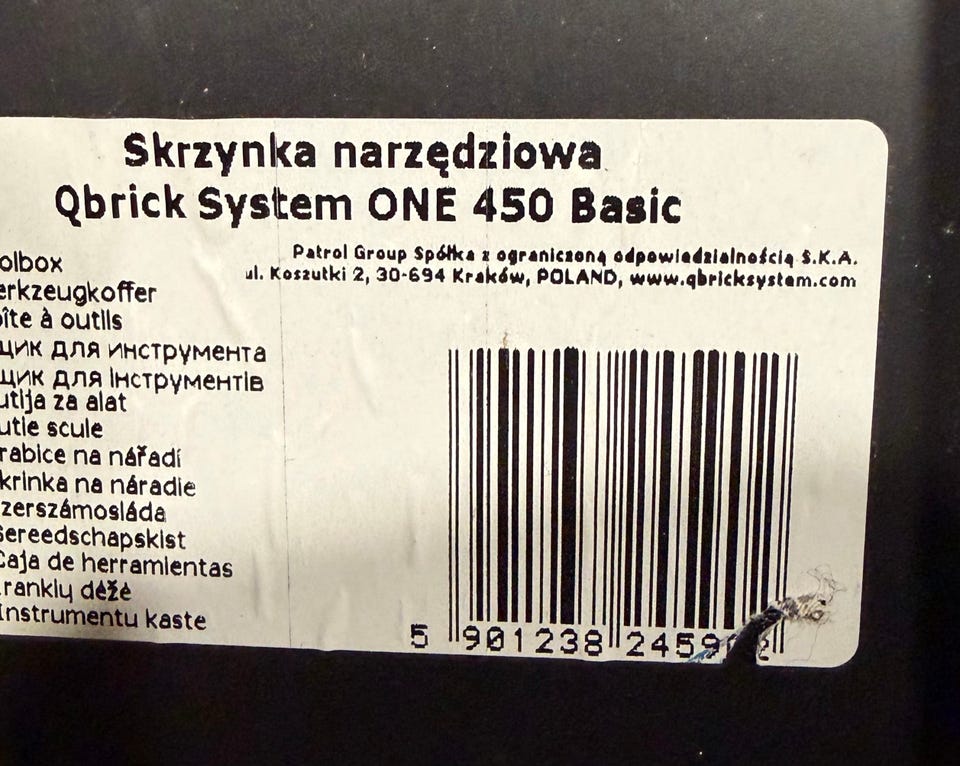 Skrzynka narzędziowa
Qbrick System ONE 450 Basic
Patrol Group Spółka z ograniczoną odpowiedzialnością S.K.A.
ul. Koszutki 2, 30-694 Kraków, POLAND, www.qbricksystem.com
olbox
erkzeugkoffer
oîte à outils
щик для инструмента
щик для інструментів
utija za alat
utie scule
rabice na nářadí
krinka na náradie
zerszámosláda
Gereedschapskist
Caja de herramientas
rankių dėžė
Instrumentu kaste
5 901238